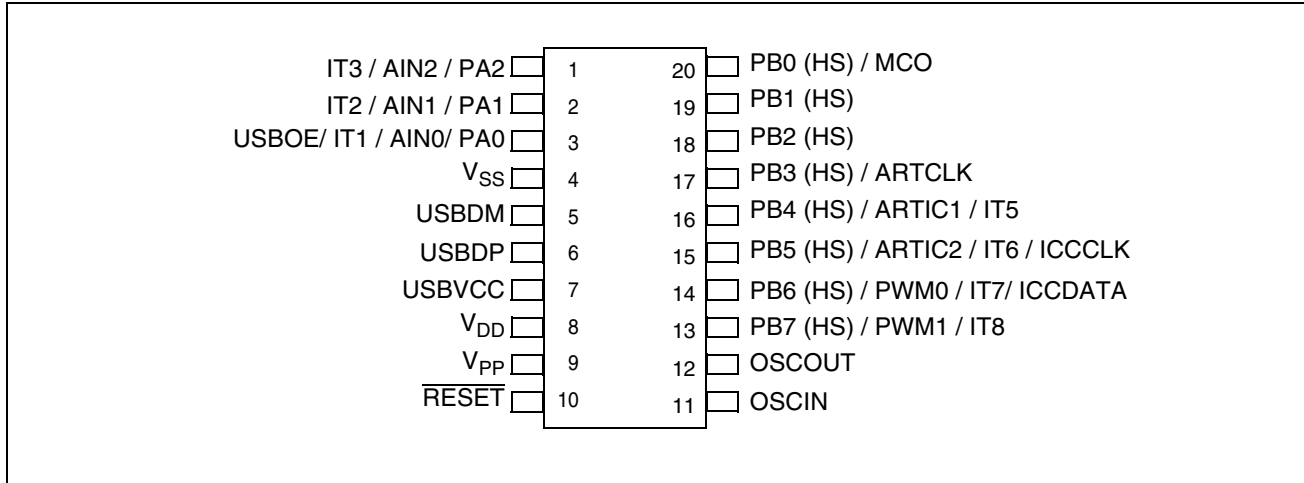 IT3 / AIN2 / PA2 1 20 PB0 (HS) / MCO
IT2 / AIN1 / PA1 2 19 PB1 (HS)
USBOE/ IT1 / AIN0/ PA0 3 18 PB2 (HS)
VSS 4 17 PB3 (HS) / ARTCLK
USBDM 5 16 PB4 (HS) / ARTIC1 / IT5
USBDP 6 15 PB5 (HS) / ARTIC2 / IT6 / ICCCLK
USBVCC 7 14 PB6 (HS) / PWM0 / IT7/ ICCDATA
VDD 8 13 PB7 (HS) / PWM1 / IT8
VPP 9 12 OSCOUT
RESET 10 11 OSCIN